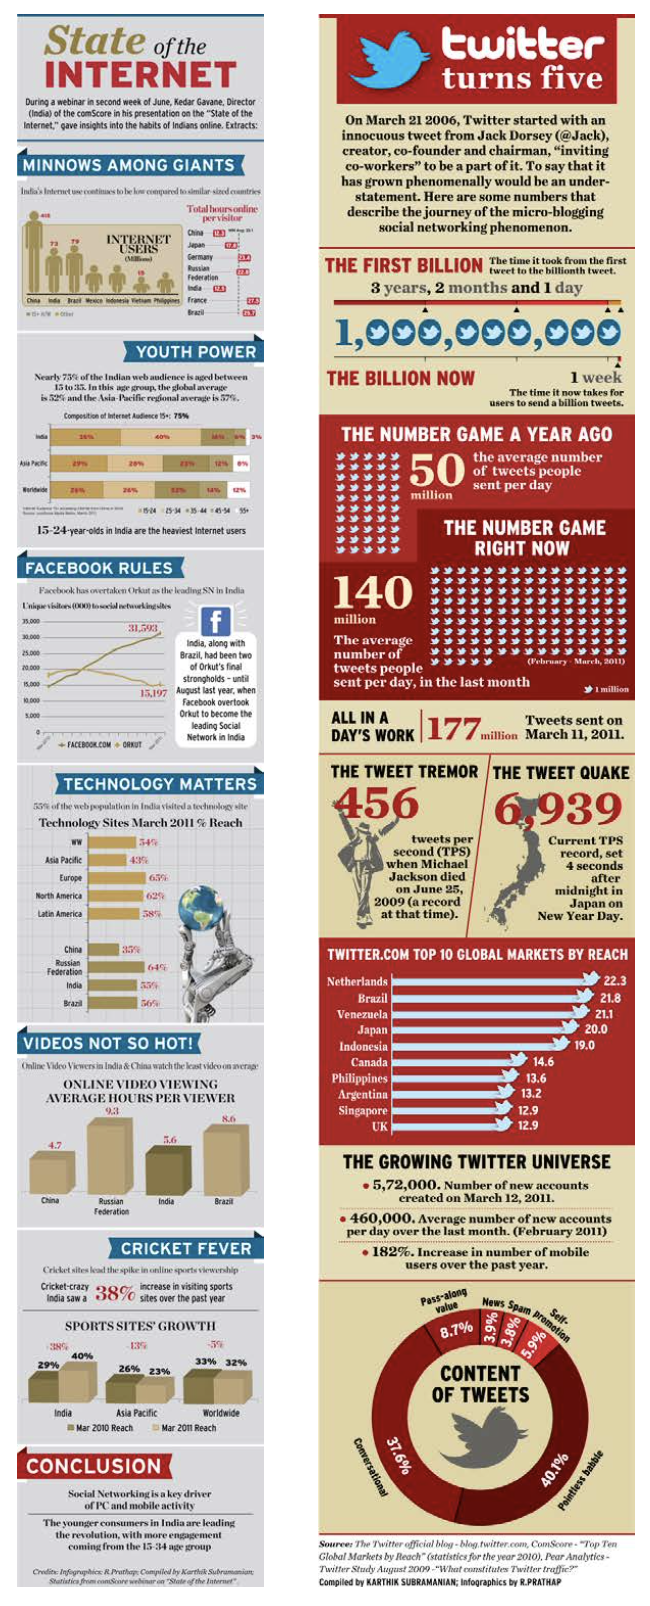 State of the
INTERNET
During a webinar in second week of June, Kedar Gavane, Director
(India) of the comScore in his presentation on the "State of the
Internet," gave insights into the habits of Indians online. Extracts:
MINNOWS AMONG GIANTS
India's Internet use continues to be low compared to similar-sized countries
INTERNET
USERS
(Millions)
73
79
China India Brazil Mexico Indonesia Vietnam Philippines
Total hours online
per visitor
China
Japan
Germany
Russian
Federation
India
France
Brazil
YOUTH POWER
Nearly 75% of the Indian web audience is aged between
15 to 35. In this age group, the global average
is 52% and the Asia-Pacific regional average is 57%.
Composition of Internet Audience 15+: 75%
India 35% 40% 16% 6% 3%
Asia Pacific 29% 28% 23% 12% 8%
Worldwide 26% 26% 22% 14% 12%
15-24 25-34 35-44 45-54 55+
15-24-year-olds in India are the heaviest Internet users
FACEBOOK RULES
Facebook has overtaken Orkut as the leading SN in India
Unique visitors (000) to social networking sites
35,000
30,000
25,000
20,000
15,000
10,000
5,000
0
31,593
15,197
FACEBOOK.COM ORKUT
f
India, along with
Brazil, had been two
of Orkut's final
strongholds - until
August last year, when
Facebook overtook
Orkut to become the
leading Social
Network in India
TECHNOLOGY MATTERS
55% of the web population in India visited a technology site
Technology Sites March 2011 % Reach
WW 54%
Asia Pacific 43%
Europe 65%
North America 62%
Latin America 58%
China 35%
Russian
Federation 64%
India 55%
Brazil 56%
VIDEOS NOT SO HOT!
Online Video Viewers in India & China watch the least video on average
ONLINE VIDEO VIEWING
AVERAGE HOURS PER VIEWER
4.7 9.3 5.6 8.6
China Russian
Federation India Brazil
CRICKET FEVER
Cricket sites lead the spike in online sports viewership
Cricket-crazy
India saw a 38% increase in visiting sports
sites over the past year
SPORTS SITES' GROWTH
38% -13% -5%
29% 40% 26% 23% 33% 32%
India Asia Pacific Worldwide
Mar 2010 Reach Mar 2011 Reach
CONCLUSION
Social Networking is a key driver
of PC and mobile activity
The younger consumers in India are leading
the revolution, with more engagement
coming from the 15-34 age group
Credits: Infographics: R.Prathap; Compiled by Karthik Subramanian;
Statistics from comScore webinar on "State of the Internet"
twitter
turns five
On March 21 2006, Twitter started with an
innocuous tweet from Jack Dorsey (@Jack),
creator, co-founder and chairman, "inviting
co-workers" to be a part of it. To say that it
has grown phenomenally would be an under-
statement. Here are some numbers that
describe the journey of the micro-blogging
social networking phenomenon.
THE FIRST BILLION The time it took from the first
tweet to the billionth tweet.
3 years, 2 months and 1 day
1,000,000,000
THE BILLION NOW 1 week
The time it now takes for
users to send a billion tweets.
THE NUMBER GAME A YEAR AGO
50
million
the average number
of tweets people
sent per day
THE NUMBER GAME
RIGHT NOW
140
million
The average
number of
tweets people
sent per day, in the last month
(February - March, 2011)
1 million
ALL IN A
DAY'S WORK
177 million
Tweets sent on
March 11, 2011.
THE TWEET TREMOR
456
tweets per
second (TPS)
when Michael
Jackson died
on June 25,
2009 (a record
at that time).
THE TWEET QUAKE
6,939
Current TPS
record, set
4 seconds
after
midnight in
Japan on
New Year Day.
TWITTER.COM TOP 10 GLOBAL MARKETS BY REACH
Netherlands 22.3
Brazil 21.8
Venezuela 21.1
Japan 20.0
Indonesia 19.0
Canada 14.6
Philippines 13.6
Argentina 13.2
Singapore 12.9
UK 12.9
THE GROWING TWITTER UNIVERSE
• 5,72,000. Number of new accounts
created on March 12, 2011.
• 460,000. Average number of new accounts
per day over the last month. (February 2011)
• 182%. Increase in number of mobile
users over the past year.
Pass-along
value
News Spam Self-
promotion
8.7% 3.9% 3.8% 5.9%
CONTENT
OF TWEETS
Conversational
37.6%
40.1%
Pointless babble
Source: The Twitter official blog - blog.twitter.com, ComScore - "Top Ten
Global Markets by Reach" (statistics for the year 2010), Pear Analytics -
Twitter Study August 2009 - "What constitutes Twitter traffic?"
Compiled by KARTHIK SUBRAMANIAN; Infographics by R.PRATHAP